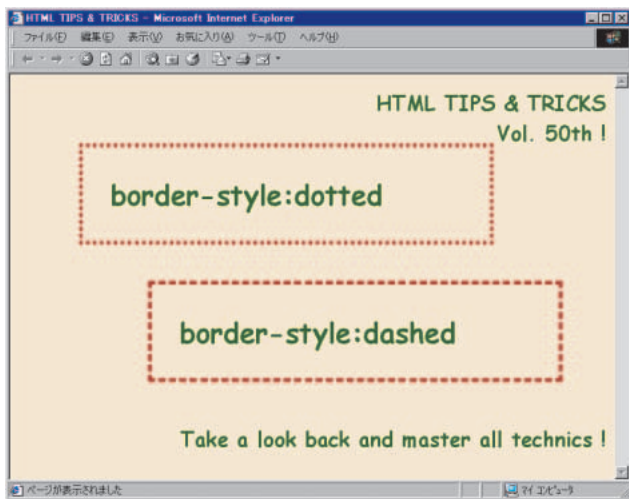 HTML TIPS & TRICKS - Microsoft Internet Explorer
ファイル(F) 編集(E) 表示(V) お気に入り(A) ツール(T) ヘルプ(H)
HTML TIPS & TRICKS
Vol. 50th !
border-style:dotted
border-style:dashed
Take a look back and master all technics !
ページが表示されました マイ コンピュータ